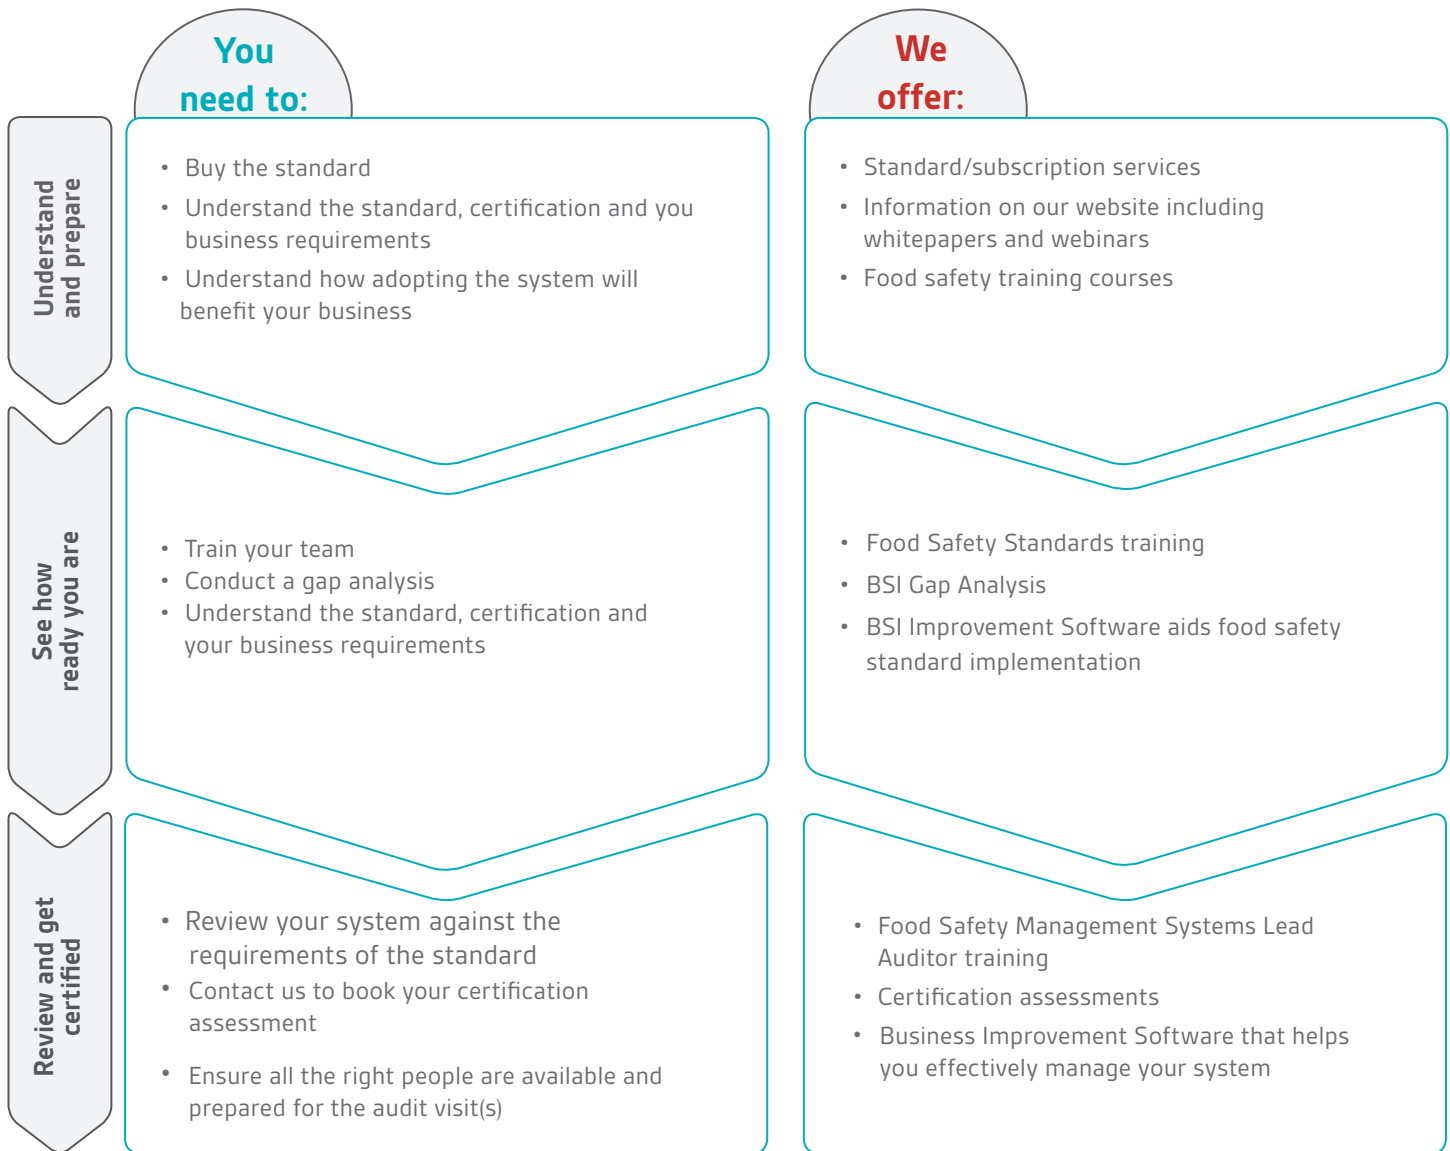 You
need to:
We
offer:
Understand
and prepare
• Buy the standard
• Understand the standard, certification and you
business requirements
• Understand how adopting the system will
benefit your business
• Standard/subscription services
• Information on our website including
whitepapers and webinars
• Food safety training courses
See how
ready you are
• Train your team
• Conduct a gap analysis
• Understand the standard, certification and
your business requirements
• Food Safety Standards training
• BSI Gap Analysis
• BSI Improvement Software aids food safety
standard implementation
Review and get
certified
• Review your system against the
requirements of the standard
• Contact us to book your certification
assessment
• Ensure all the right people are available and
prepared for the audit visit(s)
• Food Safety Management Systems Lead
Auditor training
• Certification assessments
• Business Improvement Software that helps
you effectively manage your system